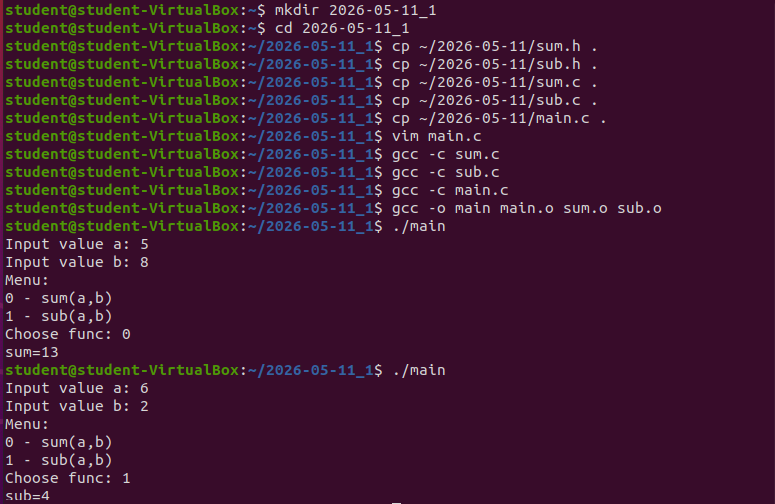 student@student-VirtualBox:~$ mkdir 2026-05-11_1
student@student-VirtualBox:~$ cd 2026-05-11_1
student@student-VirtualBox:~/2026-05-11_1$ cp ~/2026-05-11/sum.h .
student@student-VirtualBox:~/2026-05-11_1$ cp ~/2026-05-11/sub.h .
student@student-VirtualBox:~/2026-05-11_1$ cp ~/2026-05-11/sum.c .
student@student-VirtualBox:~/2026-05-11_1$ cp ~/2026-05-11/sub.c .
student@student-VirtualBox:~/2026-05-11_1$ cp ~/2026-05-11/main.c .
student@student-VirtualBox:~/2026-05-11_1$ vim main.c
student@student-VirtualBox:~/2026-05-11_1$ gcc -c sum.c
student@student-VirtualBox:~/2026-05-11_1$ gcc -c sub.c
student@student-VirtualBox:~/2026-05-11_1$ gcc -c main.c
student@student-VirtualBox:~/2026-05-11_1$ gcc -o main main.o sum.o sub.o
student@student-VirtualBox:~/2026-05-11_1$ ./main
Input value a: 5
Input value b: 8
Menu:
0 - sum(a,b)
1 - sub(a,b)
Choose func: 0
sum=13
student@student-VirtualBox:~/2026-05-11_1$ ./main
Input value a: 6
Input value b: 2
Menu:
0 - sum(a,b)
1 - sub(a,b)
Choose func: 1
sub=4